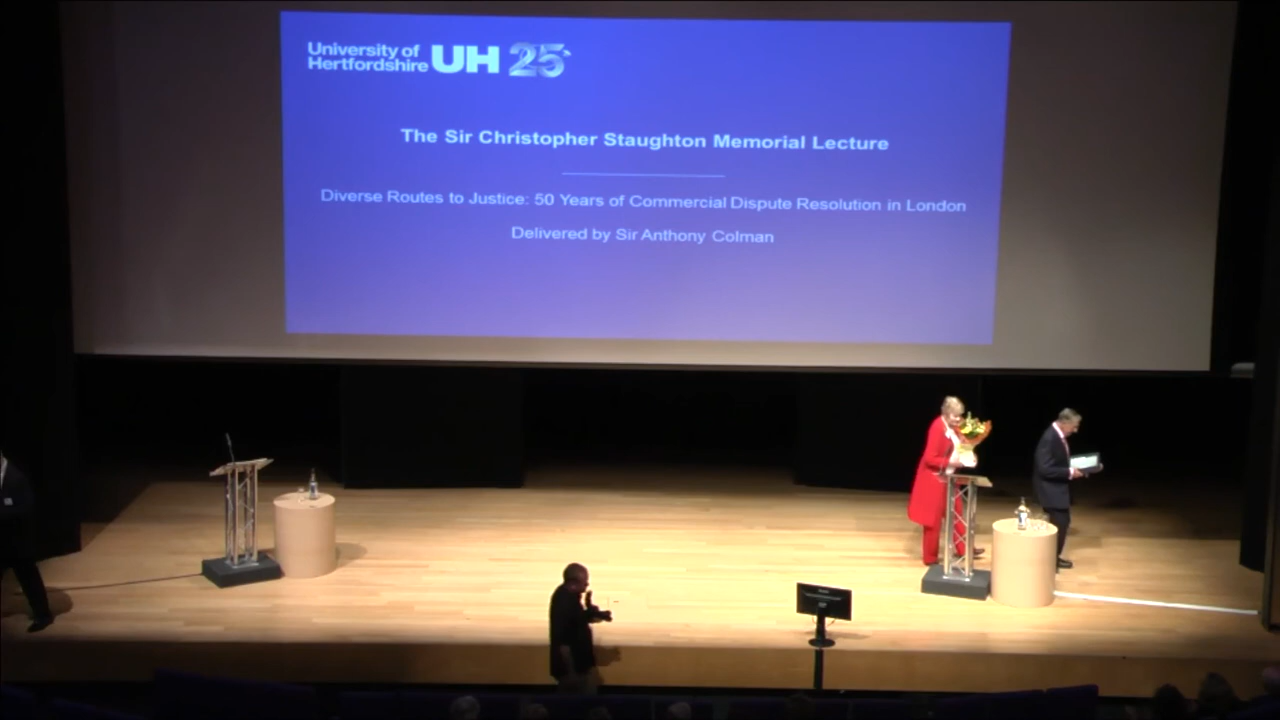 University of
Hertfordshire UH 25
The Sir Christopher Staughton Memorial Lecture
Diverse Routes to Justice: 50 Years of Commercial Dispute Resolution in London
Delivered by Sir Anthony Colman